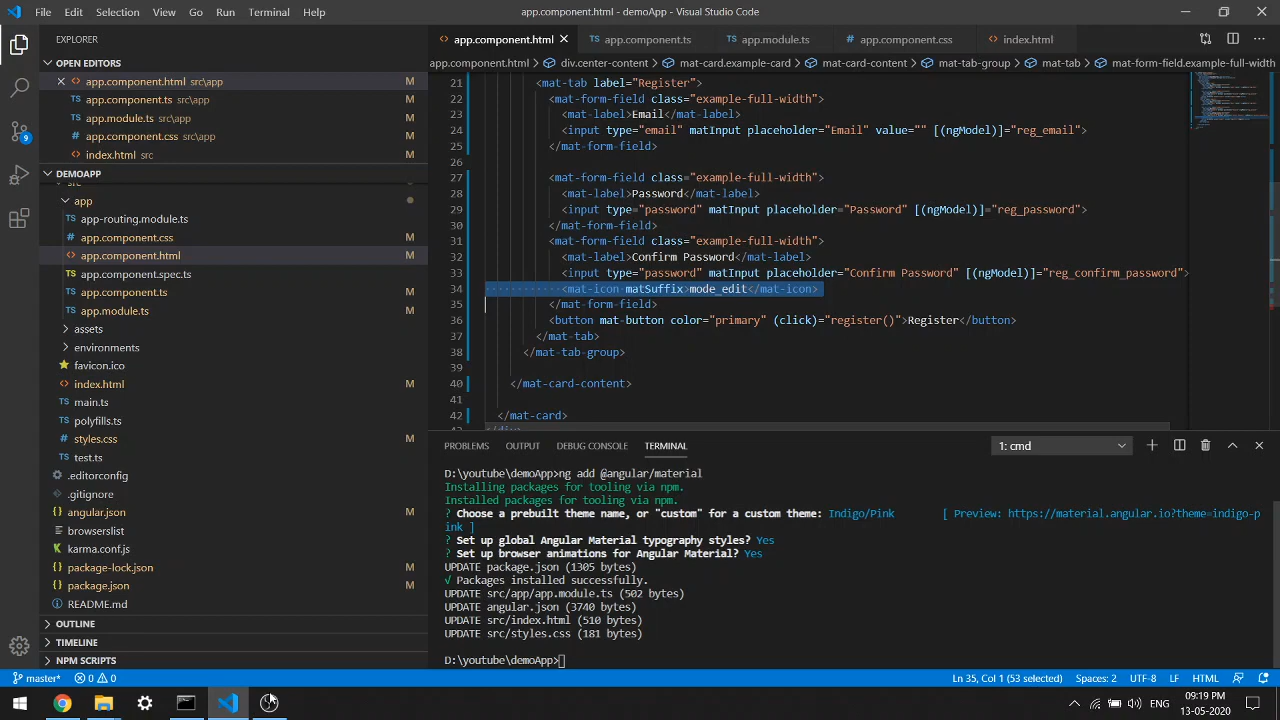 File Edit Selection View Go Run Terminal Help app.component.html - demoApp - Visual Studio Code
EXPLORER
OPEN EDITORS
app.component.html src\app M
app.component.ts src\app M
app.module.ts src\app M
app.component.css src\app M
index.html src M
DEMOAPP
app
app-routing.module.ts
app.component.css M
app.component.html M
app.component.spec.ts
app.component.ts M
app.module.ts M
assets
environments
favicon.ico
index.html M
main.ts
polyfills.ts
styles.css M
test.ts
.editorconfig
.gitignore
angular.json M
browserslist
karma.conf.js
package-lock.json M
package.json M
README.md
OUTLINE
TIMELINE
NPM SCRIPTS
app.component.html app.component.ts app.module.ts app.component.css index.html
app.component.html > div.center-content > mat-card.example-card > mat-card-content > mat-tab-group > mat-tab > mat-form-field.example-full-width
21 <mat-tab label="Register">
22 <mat-form-field class="example-full-width">
23 <mat-label>Email</mat-label>
24 <input type="email" matInput placeholder="Email" value="" [(ngModel)]="reg_email">
25 </mat-form-field>
26
27 <mat-form-field class="example-full-width">
28 <mat-label>Password</mat-label>
29 <input type="password" matInput placeholder="Password" [(ngModel)]="reg_password">
30 </mat-form-field>
31 <mat-form-field class="example-full-width">
32 <mat-label>Confirm Password</mat-label>
33 <input type="password" matInput placeholder="Confirm Password" [(ngModel)]="reg_confirm_password">
34 <mat-icon matSuffix>mode_edit</mat-icon>
35 </mat-form-field>
36 <button mat-button color="primary" (click)="register()">Register</button>
37 </mat-tab>
38 </mat-tab-group>
39
40 </mat-card-content>
41
42 </mat-card>
PROBLEMS OUTPUT DEBUG CONSOLE TERMINAL 1: cmd
D:\youtube\demoApp>ng add @angular/material
Installing packages for tooling via npm.
Installed packages for tooling via npm.
? Choose a prebuilt theme name, or "custom" for a custom theme: Indigo/Pink [ Preview: https://material.angular.io?theme=indigo-p
ink ]
? Set up global Angular Material typography styles? Yes
? Set up browser animations for Angular Material? Yes
UPDATE package.json (1305 bytes)
√ Packages installed successfully.
UPDATE src/app/app.module.ts (502 bytes)
UPDATE angular.json (3740 bytes)
UPDATE src/index.html (510 bytes)
UPDATE src/styles.css (181 bytes)
D:\youtube\demoApp>
9
master* 0 0 Ln 35, Col 1 (53 selected) Spaces: 2 UTF-8 LF HTML
ENG 09:19 PM
13-05-2020